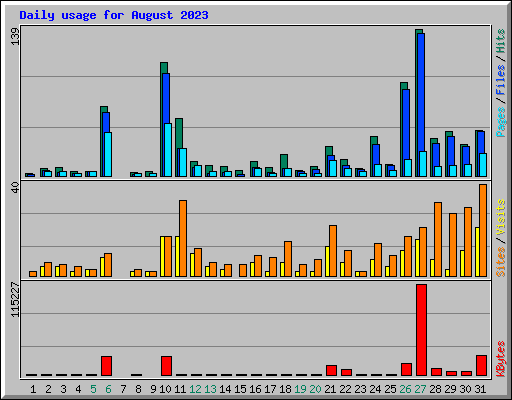 Daily usage for August 2023
139
Pages / Files / Hits
40
Sites / Visits
115227
KBytes
1 2 3 4 5 6 7 8 9 10 11 12 13 14 15 16 17 18 19 20 21 22 23 24 25 26 27 28 29 30 31